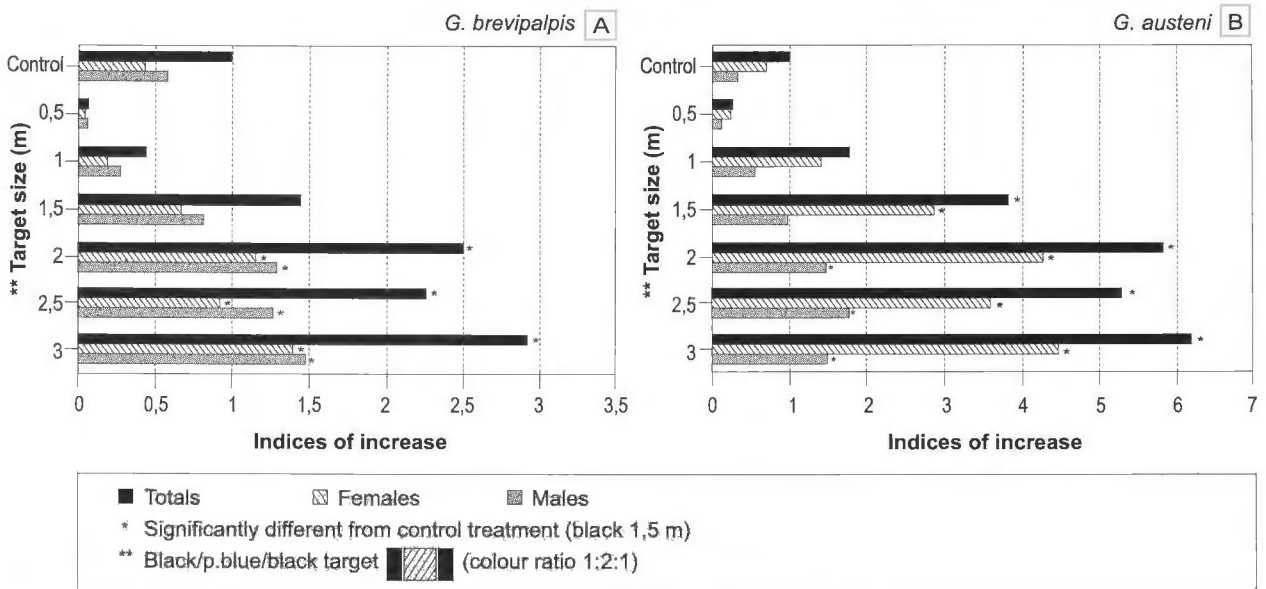 G. brevipalpis A
Control
0,5
1
1,5
2
2,5
3
** Target size (m)
0 0,5 1 1,5 2 2,5 3 3,5
Indices of increase
* 
* 
* 
* 
* 
* 
* 
* 
* 
G. austeni B
Control
0,5
1
1,5
2
2,5
3
** Target size (m)
0 1 2 3 4 5 6 7
Indices of increase
* 
* 
* 
* 
* 
* 
* 
* 
* 
* 
* 
Totals Females Males
* Significantly different from control treatment (black 1,5 m)
** Black/p.blue/black target (colour ratio 1:2:1)